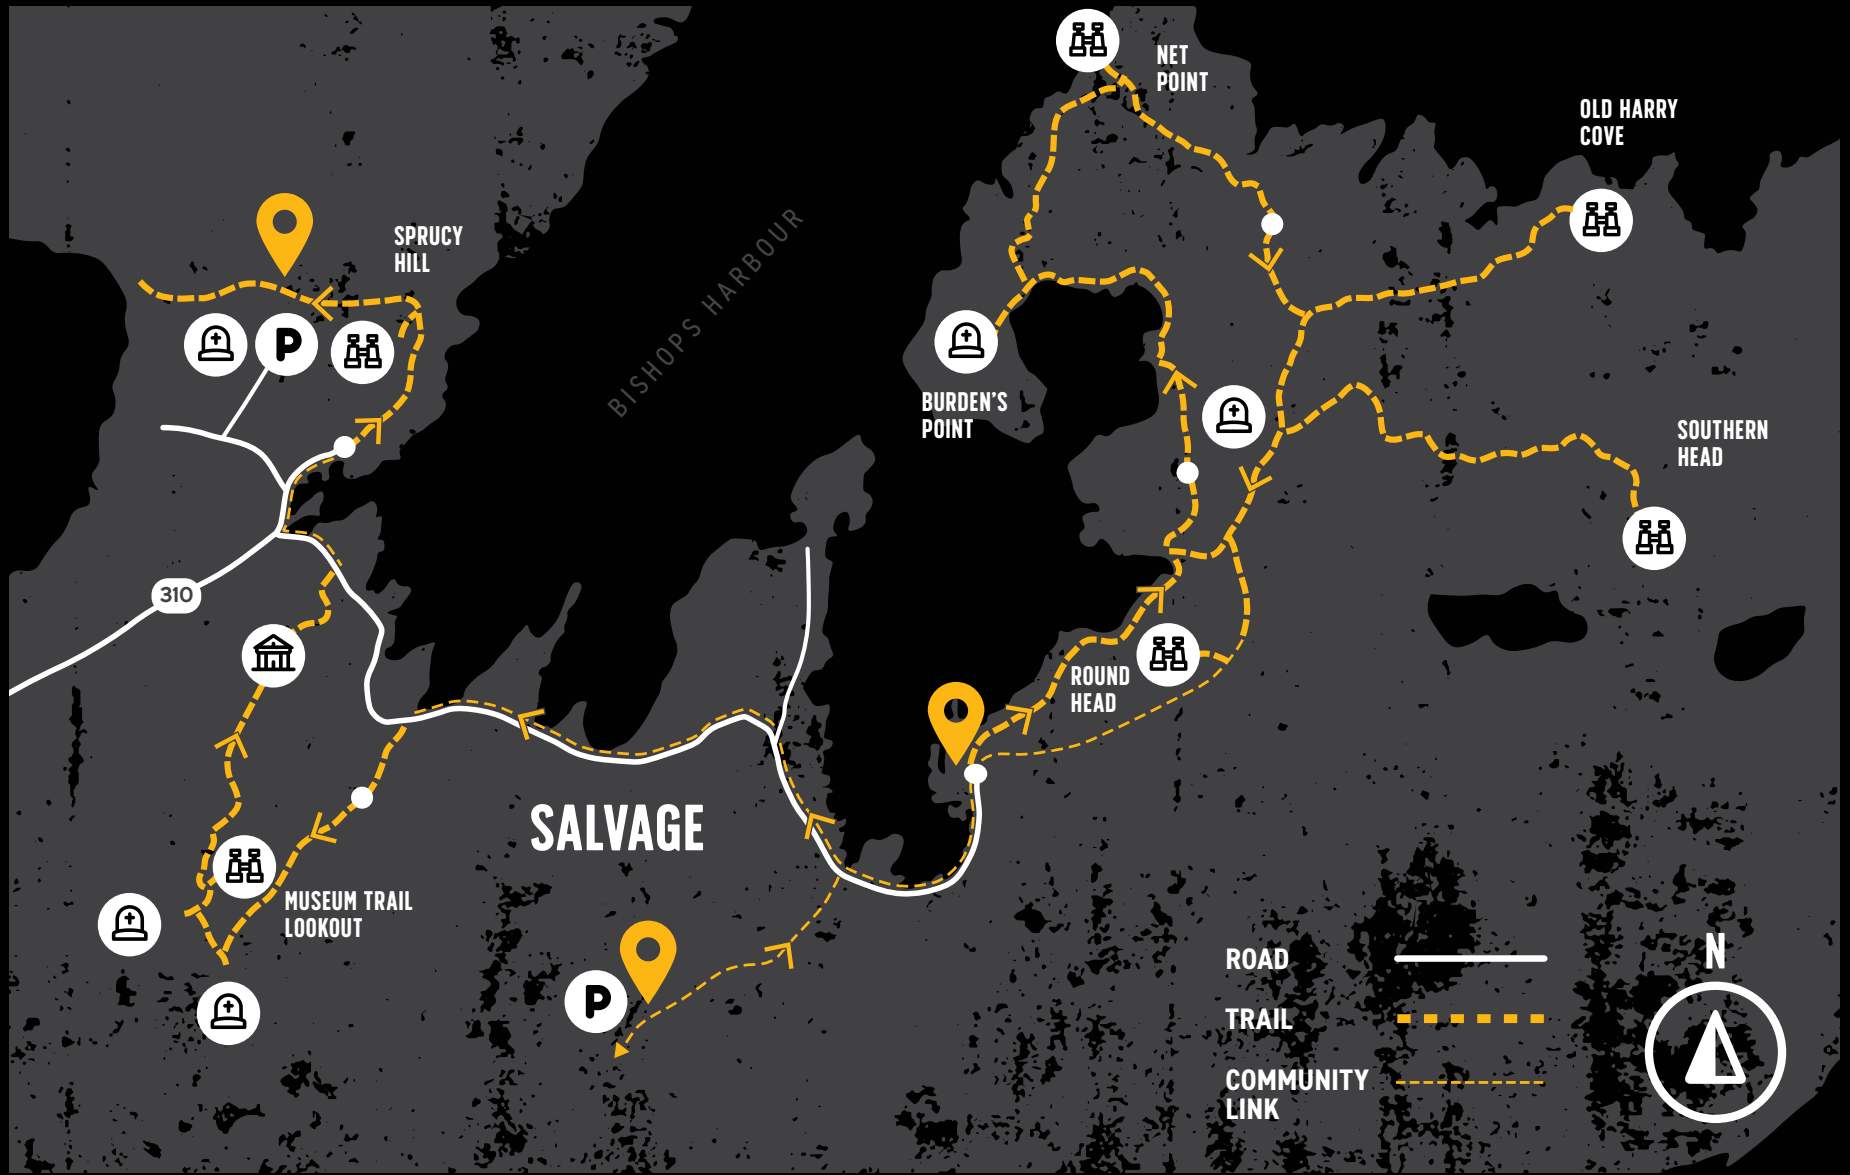 NET
POINT
OLD HARRY
COVE
SPRUCY
HILL
BISHOPS HARBOUR
P
BURDEN'S
POINT
SOUTHERN
HEAD
310
ROUND
HEAD
SALVAGE
MUSEUM TRAIL
LOOKOUT
P
ROAD
TRAIL
COMMUNITY
LINK
N